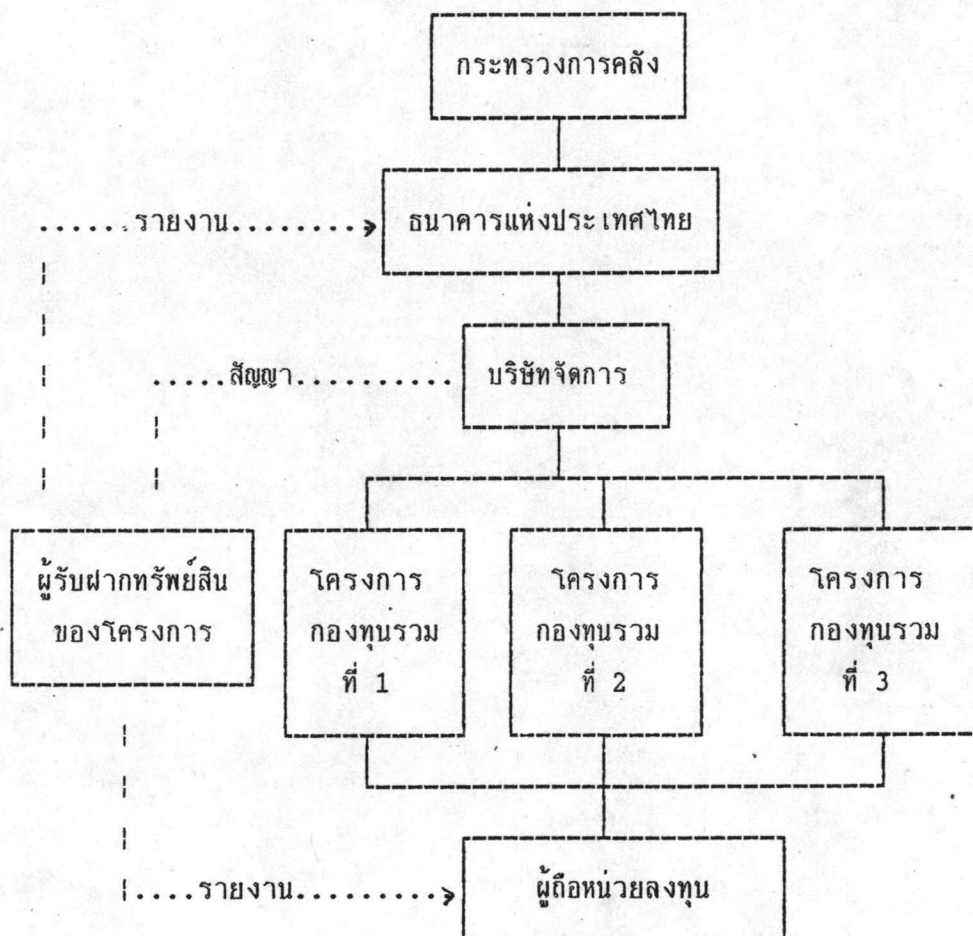 กระทรวงการคลัง
......รายงาน........> ธนาคารแห่งประเทศไทย
.....สัญญา.......... บริษัทจัดการ
ผู้รับฝากทรัพย์สิน
ของโครงการ
โครงการ
กองทุนรวม
ที่ 1
โครงการ
กองทุนรวม
ที่ 2
โครงการ
กองทุนรวม
ที่ 3
....รายงาน.........> ผู้ถือหน่วยลงทุน